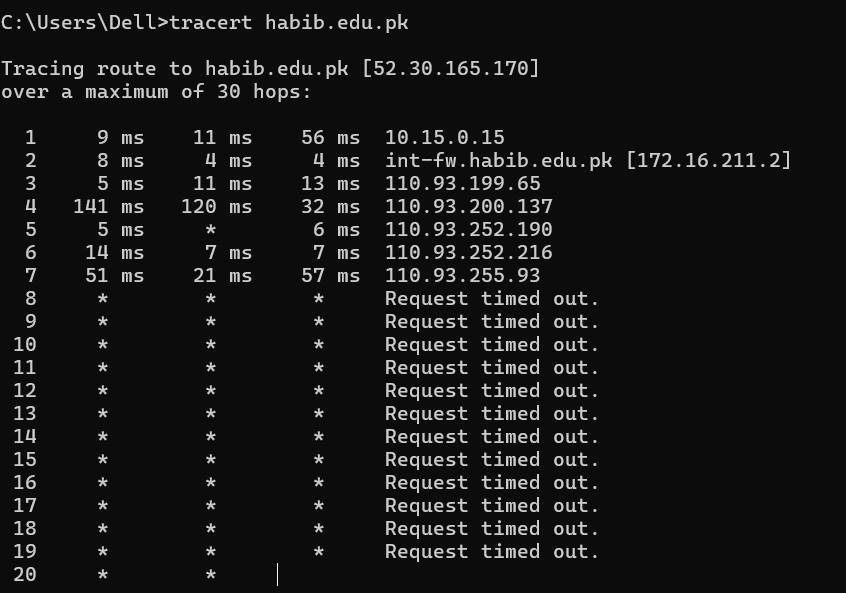 C:\Users\Dell>tracert habib.edu.pk
Tracing route to habib.edu.pk [52.30.165.170]
over a maximum of 30 hops:
  1     9 ms    11 ms    56 ms  10.15.0.15
  2     8 ms     4 ms     4 ms  int-fw.habib.edu.pk [172.16.211.2]
  3     5 ms    11 ms    13 ms  110.93.199.65
  4   141 ms   120 ms    32 ms  110.93.200.137
  5     5 ms     *        6 ms  110.93.252.190
  6    14 ms     7 ms     7 ms  110.93.252.216
  7    51 ms    21 ms    57 ms  110.93.255.93
  8     *        *        *     Request timed out.
  9     *        *        *     Request timed out.
 10     *        *        *     Request timed out.
 11     *        *        *     Request timed out.
 12     *        *        *     Request timed out.
 13     *        *        *     Request timed out.
 14     *        *        *     Request timed out.
 15     *        *        *     Request timed out.
 16     *        *        *     Request timed out.
 17     *        *        *     Request timed out.
 18     *        *        *     Request timed out.
 19     *        *        *     Request timed out.
 20     *        *